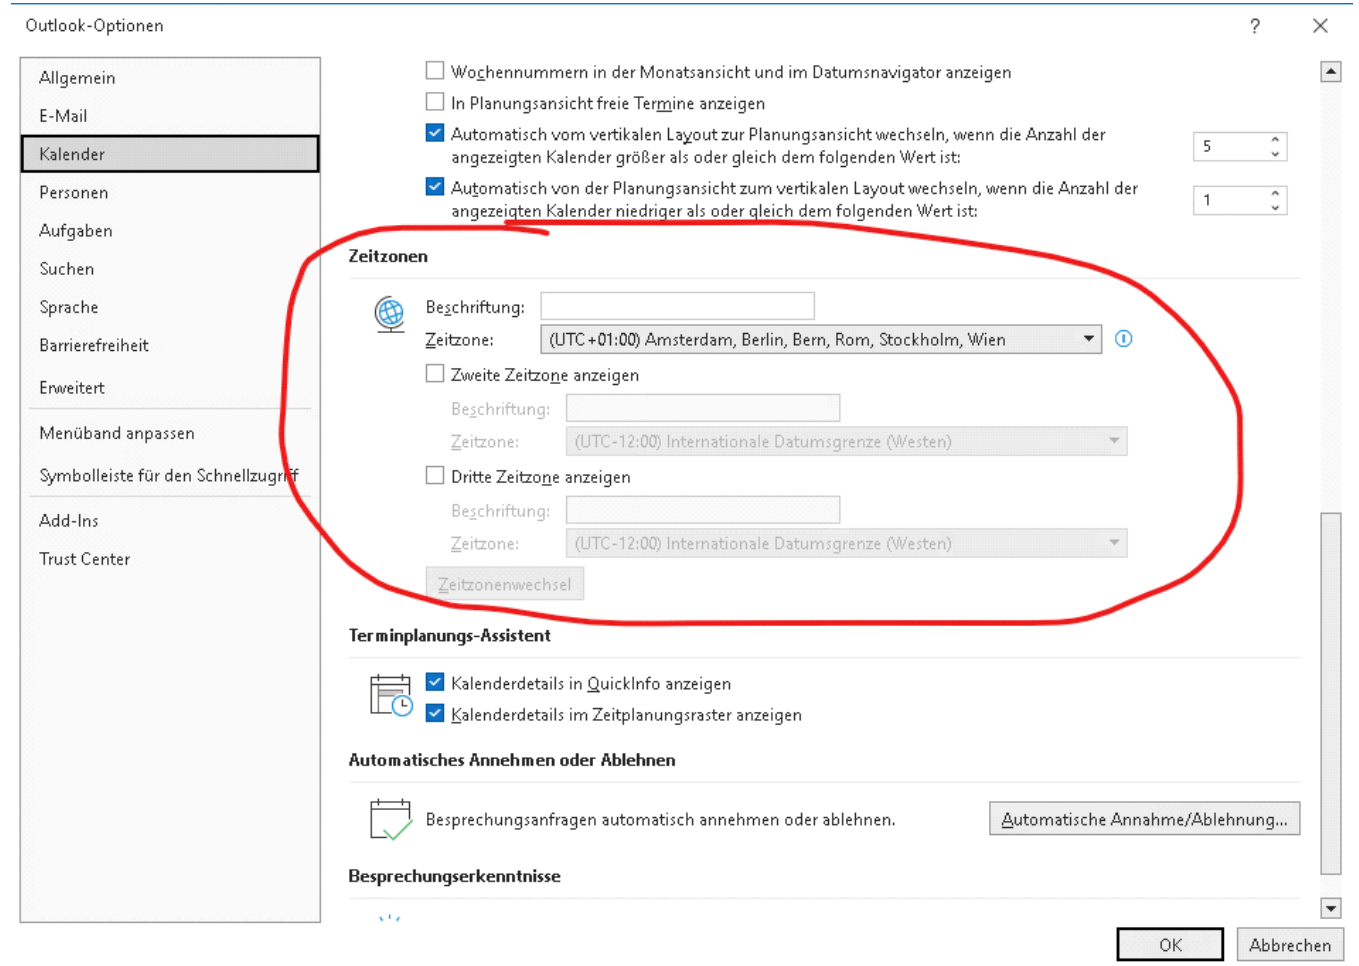 Outlook-Optionen
?
Allgemein
E-Mail
Kalender
Personen
Aufgaben
Suchen
Sprache
Barrierefreiheit
Erweitert
Menüband anpassen
Symbolleiste für den Schnellzugriff
Add-Ins
Trust Center
Wochennummern in der Monatsansicht und im Datumsnavigator anzeigen
In Planungsansicht freie Termine anzeigen
Automatisch vom vertikalen Layout zur Planungsansicht wechseln, wenn die Anzahl der
angezeigten Kalender größer als oder gleich dem folgenden Wert ist:
5
Automatisch von der Planungsansicht zum vertikalen Layout wechseln, wenn die Anzahl der
angezeigten Kalender niedriger als oder gleich dem folgenden Wert ist:
1
Zeitzonen
Beschriftung:
Zeitzone: (UTC+01:00) Amsterdam, Berlin, Bern, Rom, Stockholm, Wien
Zweite Zeitzone anzeigen
Beschriftung:
Zeitzone: (UTC-12:00) Internationale Datumsgrenze (Westen)
Dritte Zeitzone anzeigen
Beschriftung:
Zeitzone: (UTC-12:00) Internationale Datumsgrenze (Westen)
Zeitzonenwechsel
Terminplanungs-Assistent
Kalenderdetails in QuickInfo anzeigen
Kalenderdetails im Zeitplanungsraster anzeigen
Automatisches Annehmen oder Ablehnen
Besprechungsanfragen automatisch annehmen oder ablehnen.
Automatische Annahme/Ablehnung...
Besprechungserkenntnisse
OK
Abbrechen